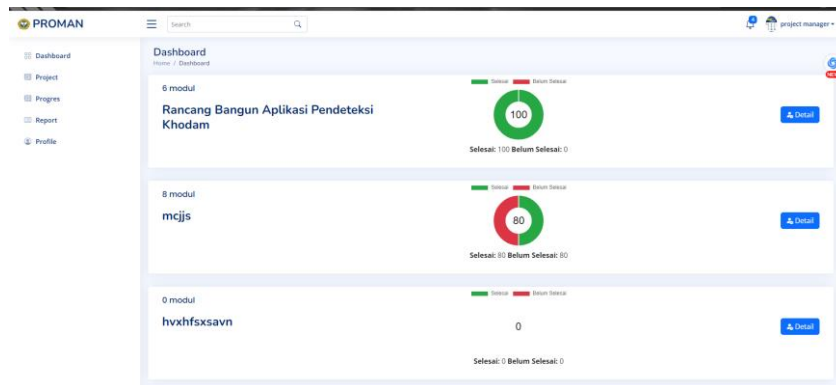 PROMAN
Search
4
project manager
Dashboard
Project
Progres
Report
Profile
Dashboard
Home / Dashboard
NEW
6 modul
Rancang Bangun Aplikasi Pendeteksi
Khodam
Selesai Belum Selesai
100
Selesai: 100 Belum Selesai: 0
Detail
8 modul
mcjjs
Selesai Belum Selesai
80
Selesai: 80 Belum Selesai: 80
Detail
0 modul
hvxhfsxsavn
Selesai Belum Selesai
0
Selesai: 0 Belum Selesai: 0
Detail